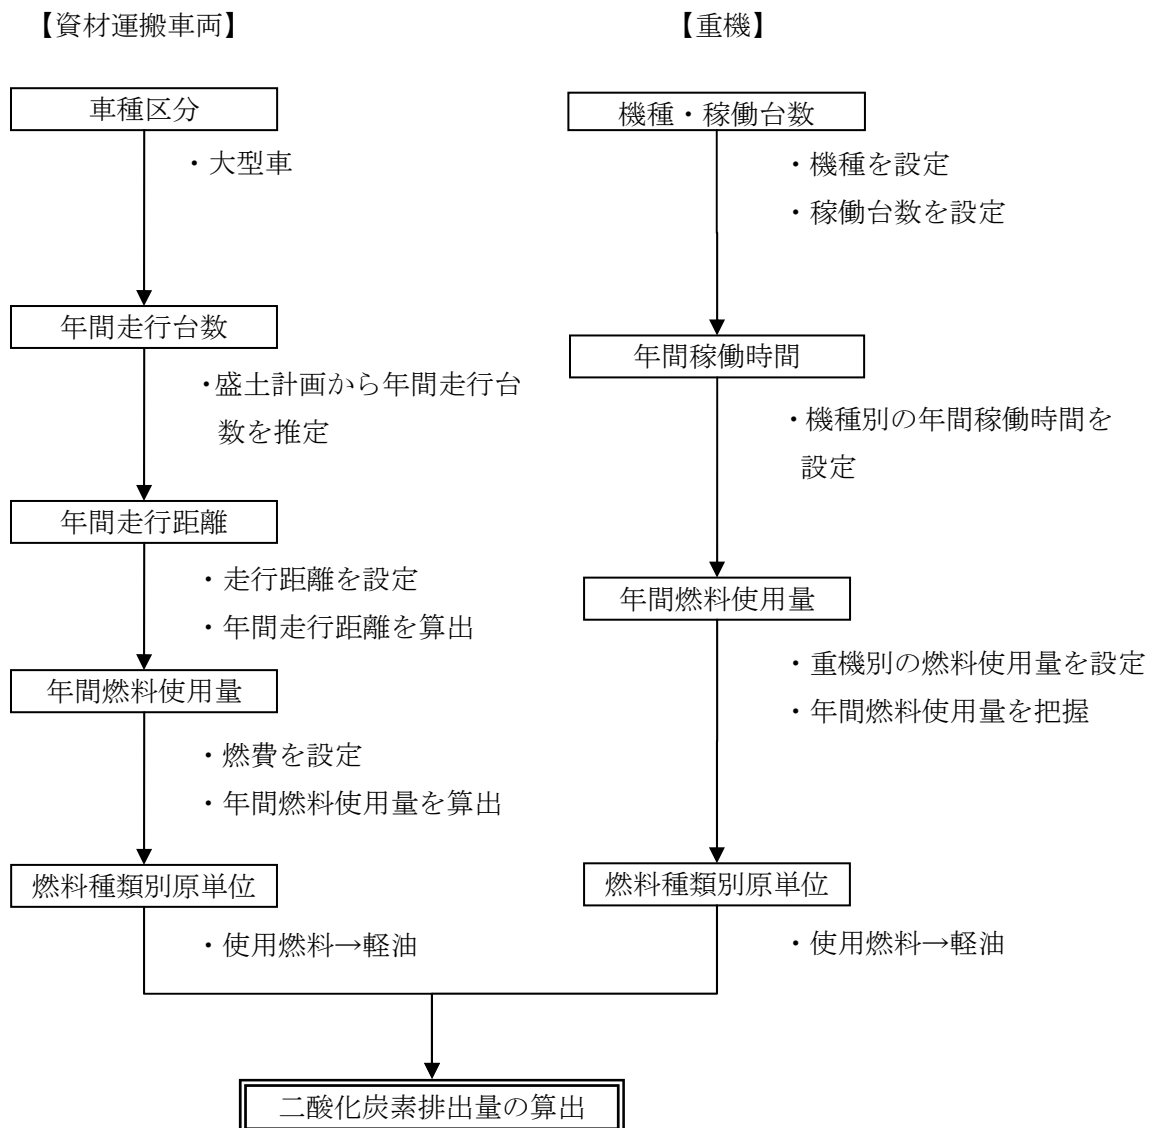 【資材運搬車両】
車種区分
・大型車
年間走行台数
・盛土計画から年間走行台
数を推定
年間走行距離
・走行距離を設定
・年間走行距離を算出
年間燃料使用量
・燃費を設定
・年間燃料使用量を算出
燃料種類別原単位
・使用燃料→軽油
【重機】
機種・稼働台数
・機種を設定
・稼働台数を設定
年間稼働時間
・機種別の年間稼働時間を
設定
年間燃料使用量
・重機別の燃料使用量を設定
・年間燃料使用量を把握
燃料種類別原単位
・使用燃料→軽油
二酸化炭素排出量の算出